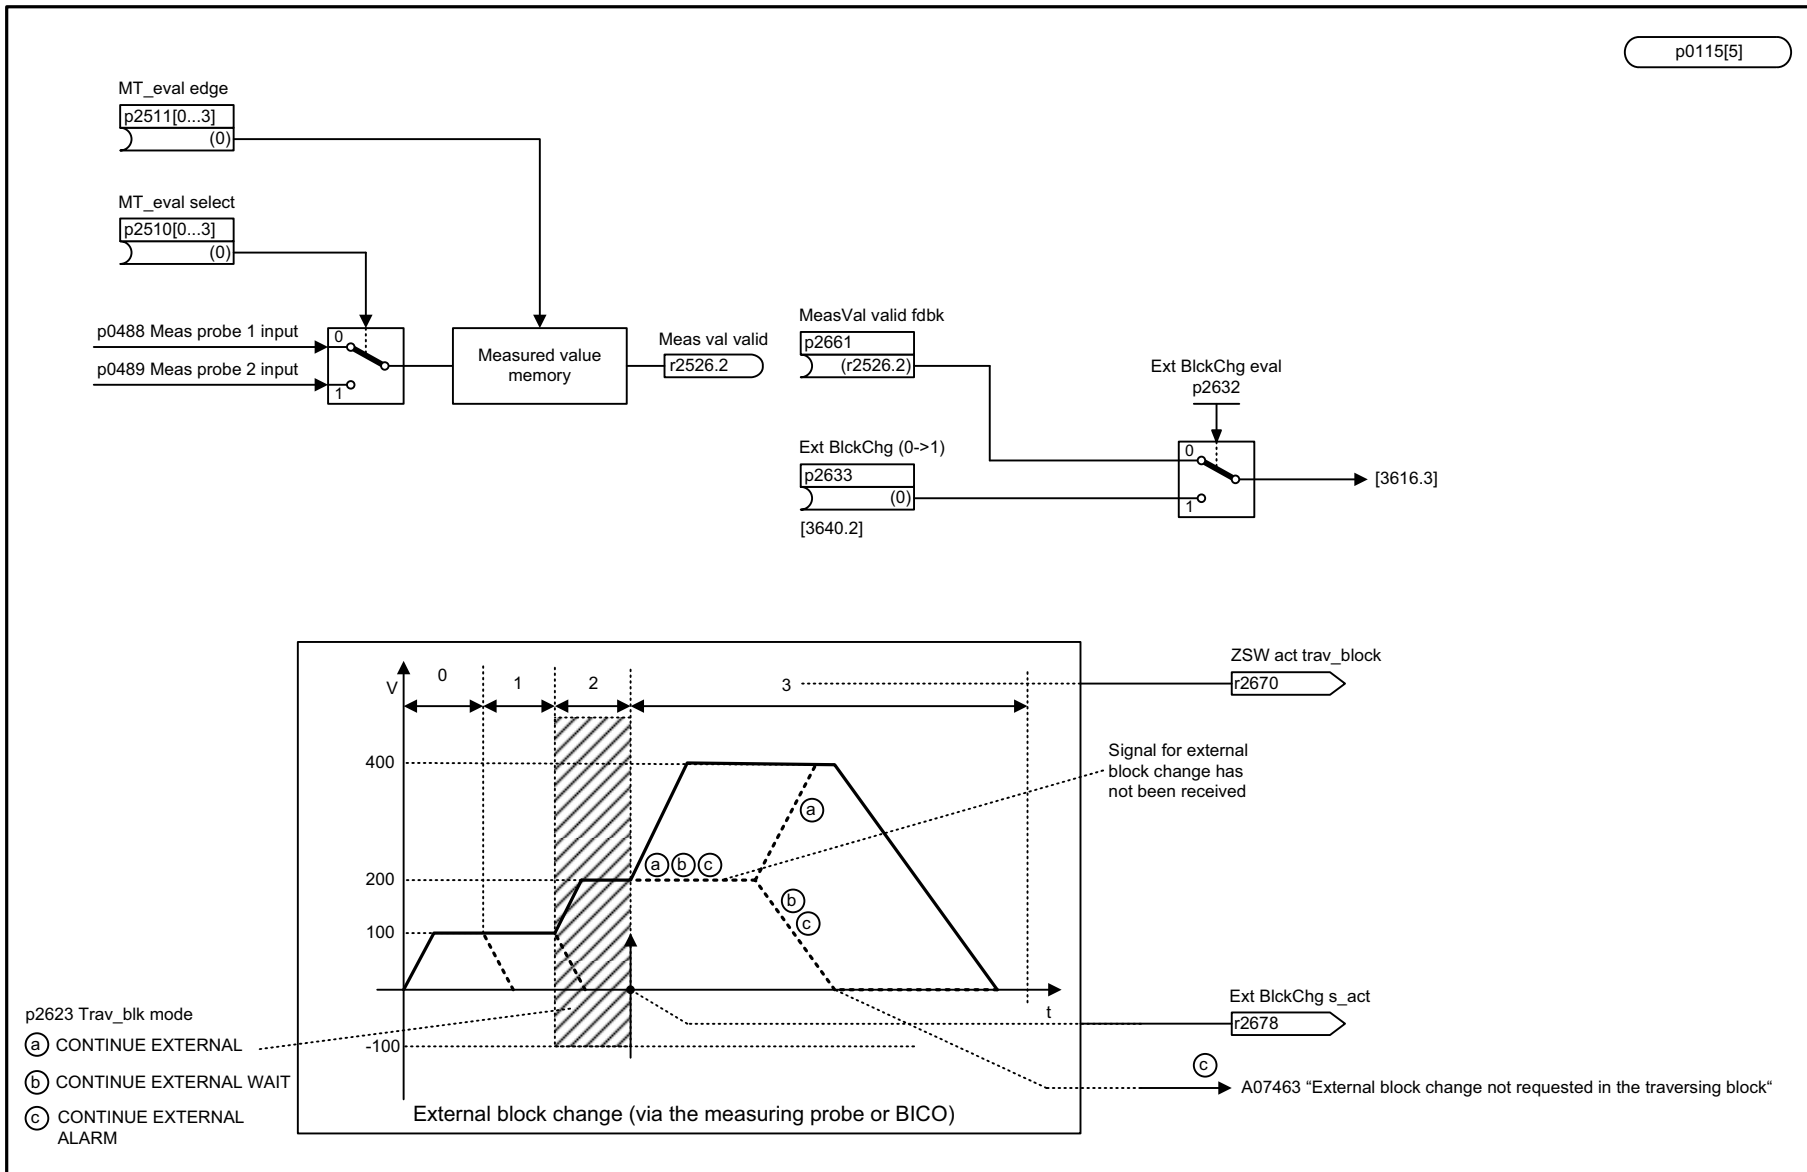 p0115[5]
MT_eval edge
p2511[0...3]
(0)
MT_eval select
p2510[0...3]
(0)
p0488 Meas probe 1 input
p0489 Meas probe 2 input
0
1
Measured value
memory
Meas val valid
r2526.2
MeasVal valid fdbk
p2661
(r2526.2)
Ext BlckChg (0->1)
p2633
(0)
[3640.2]
Ext BlckChg eval
p2632
0
1
[3616.3]
V
0
1
2
3
400
200
100
-100
a
b
c
a
b
c
t
ZSW act trav_block
r2670
Signal for external
block change has
not been received
Ext BlckChg s_act
r2678
c
A07463 “External block change not requested in the traversing block“
p2623 Trav_blk mode
a CONTINUE EXTERNAL
b CONTINUE EXTERNAL WAIT
c CONTINUE EXTERNAL
ALARM
External block change (via the measuring probe or BICO)